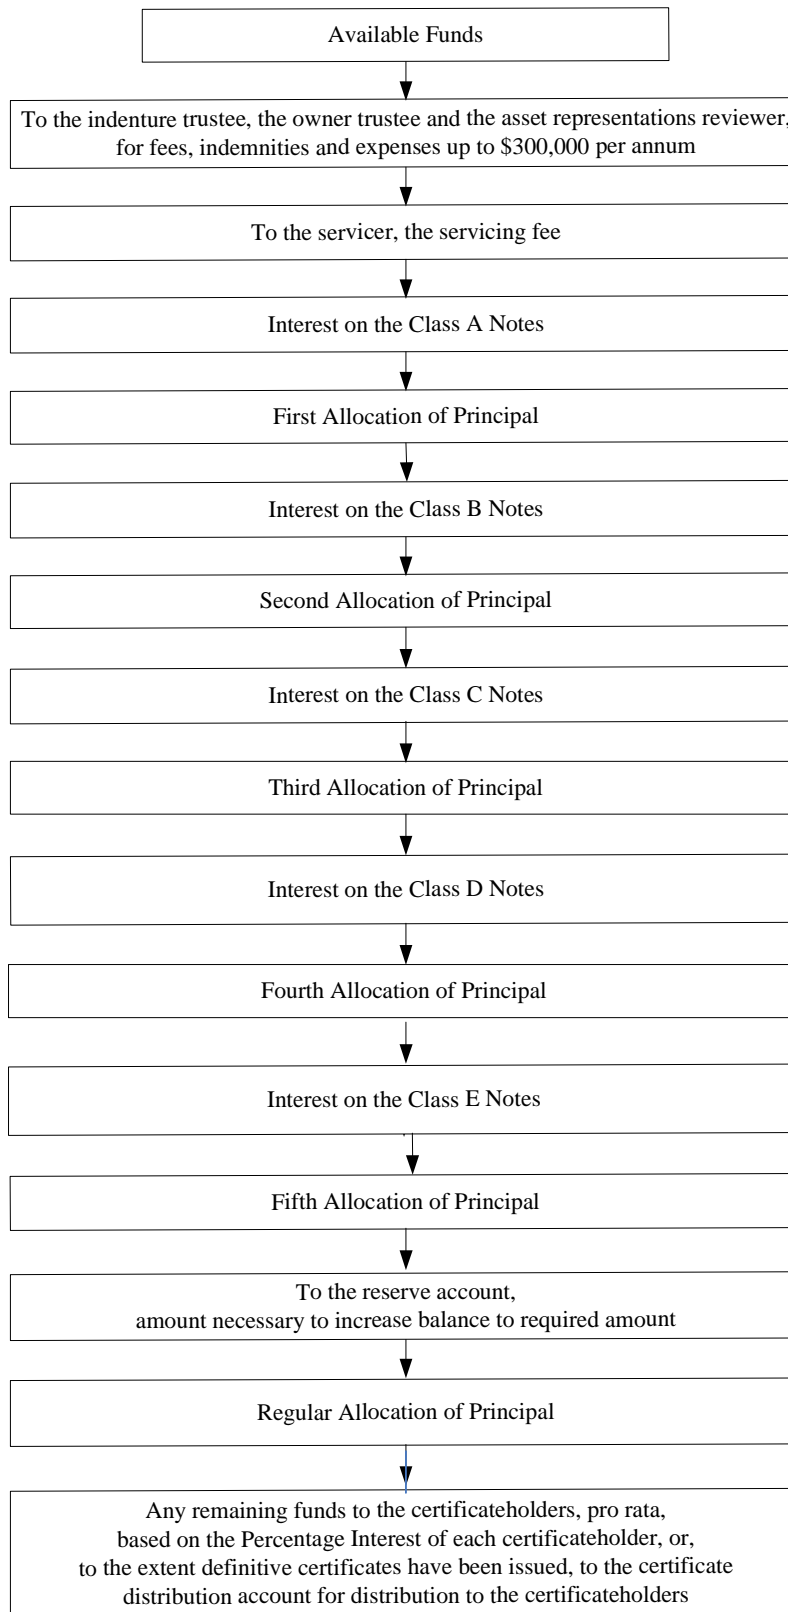 Available Funds
To the indenture trustee, the owner trustee and the asset representations reviewer,
for fees, indemnities and expenses up to $300,000 per annum
To the servicer, the servicing fee
Interest on the Class A Notes
First Allocation of Principal
Interest on the Class B Notes
Second Allocation of Principal
Interest on the Class C Notes
Third Allocation of Principal
Interest on the Class D Notes
Fourth Allocation of Principal
Interest on the Class E Notes
Fifth Allocation of Principal
To the reserve account,
amount necessary to increase balance to required amount
Regular Allocation of Principal
Any remaining funds to the certificateholders, pro rata,
based on the Percentage Interest of each certificateholder, or,
to the extent definitive certificates have been issued, to the certificate
distribution account for distribution to the certificateholders